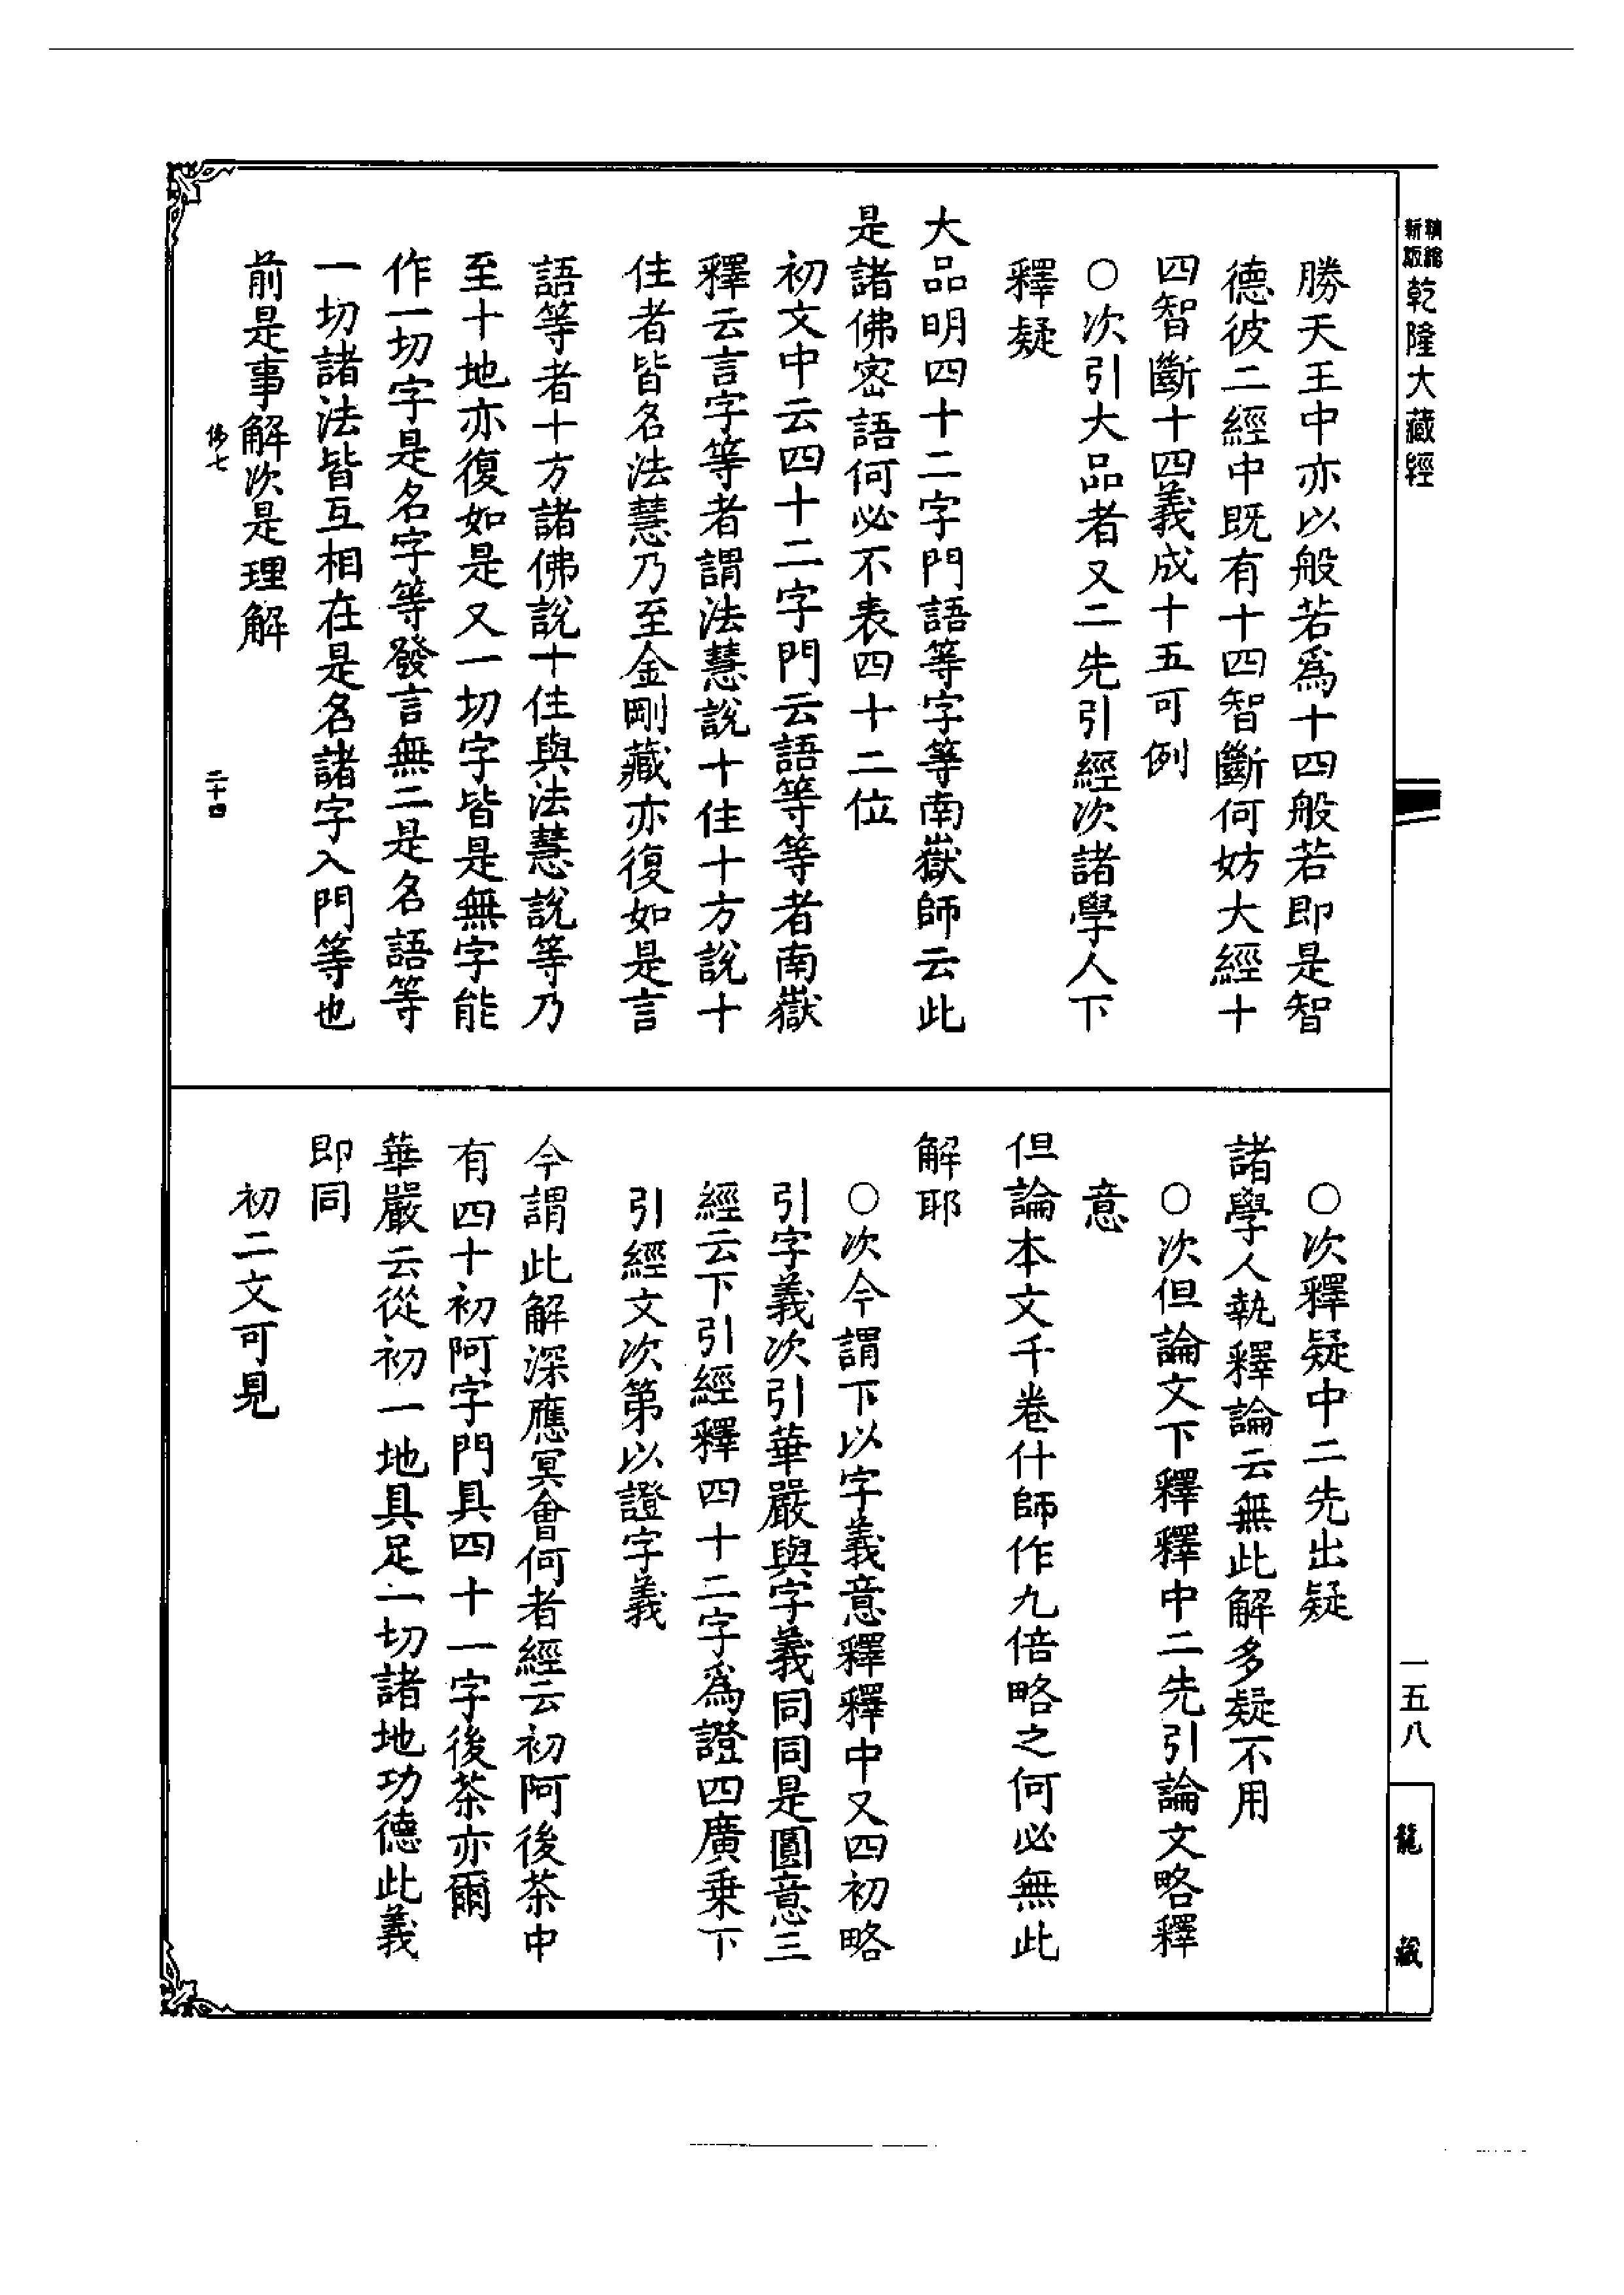 精縮新版乾隆大藏經
勝天王中亦以般若爲十四般若即是智
德彼二經中既有十四智斷何妨大經十
四智斷十四義成十五可例
○次引大品者又二先引經次諸學人下
釋疑
大品明四十二字門語等字等南嶽師云此
是諸佛密語何必不表四十二位
初文中云四十二字門云語等等者南嶽
釋云言字等者謂法慧說十住十方說十
住者皆名法慧乃至金剛藏亦復如是言
語等者十方諸佛說十住與法慧說等乃
至十地亦復如是又一切字皆是無字能
作一切字是名字等發言無二是名語等
一切諸法皆互相在是名諸字入門等也
前是事解次是理解
佛七
二十四
○次釋疑中二先出疑
諸學人執釋論云無此解多疑不用
○次但論文下釋釋中二先引論文略釋
意
但論本文千卷什師作九倍略之何必無此
解耶
○次今謂下以字義意釋釋中又四初略
引字義次引華嚴與字義同同是圓意三
經云下引經釋四十二字爲證四廣乗下
引經文次第以證字義
今謂此解深應冥會何者經云初阿後茶中
有四十初阿字門具四十一字後茶亦爾
華嚴云從初一地具足一切諸地功德此義
即同
初二文可見
一五八
龍藏